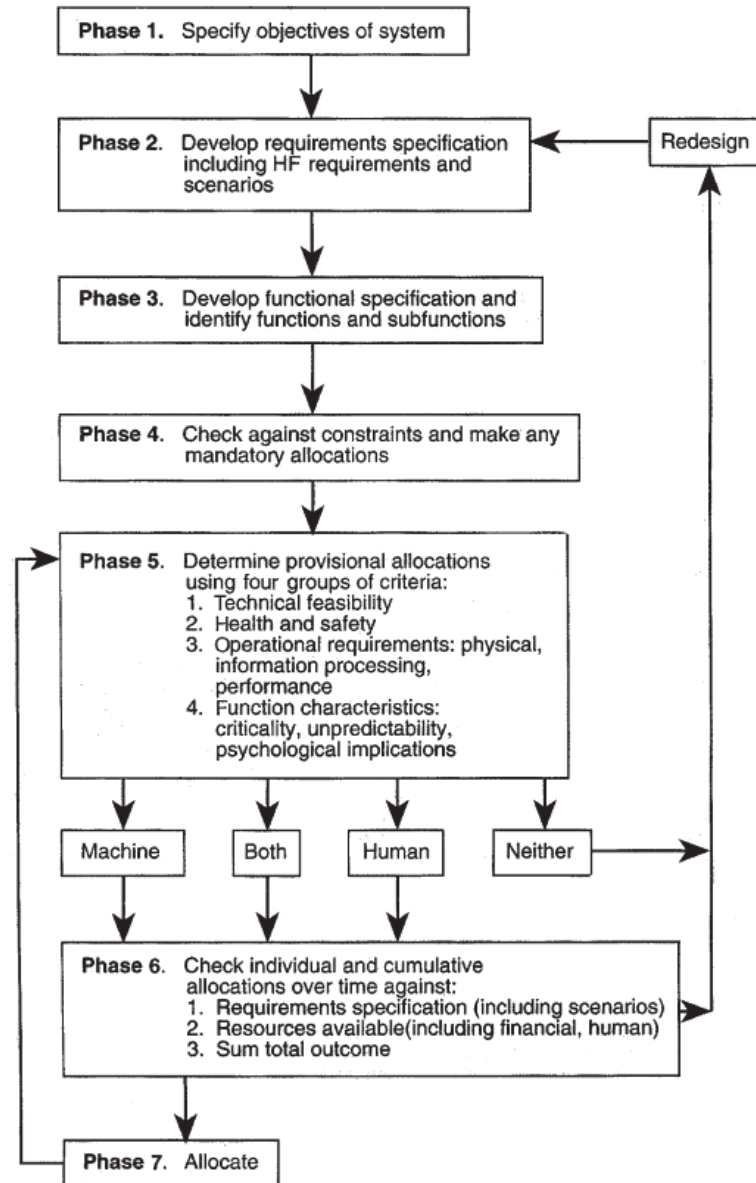 Phase 1. Specify objectives of system
Phase 2. Develop requirements specification
including HF requirements and
scenarios
Redesign
Phase 3. Develop functional specification and
identify functions and subfunctions
Phase 4. Check against constraints and make any
mandatory allocations
Phase 5. Determine provisional allocations
using four groups of criteria:
1. Technical feasibility
2. Health and safety
3. Operational requirements: physical,
information processing,
performance
4. Function characteristics:
criticality, unpredictability,
psychological implications
Machine
Both
Human
Neither
Phase 6. Check individual and cumulative
allocations over time against:
1. Requirements specification (including scenarios)
2. Resources available(including financial, human)
3. Sum total outcome
Phase 7. Allocate